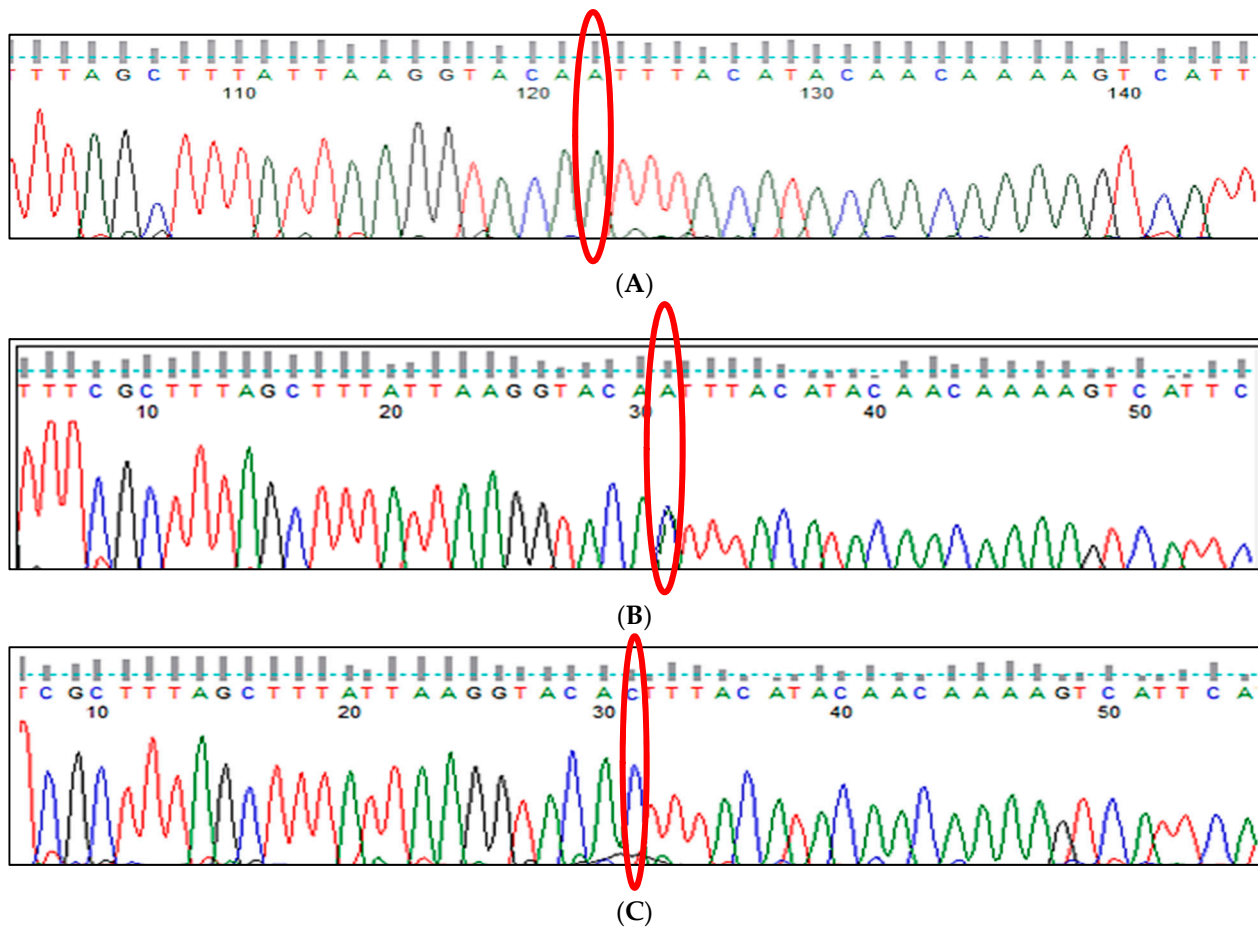 T T T A G C T T T A T T A A G G T A C A A T T T A C A T A C A A C A A A A G T C A T T
110 120 130 140
(A)
T T T C G C T T T A G C T T T A T T A A G G T A C A A T T T A C A T A C A A C A A A A G T C A T T C
10 20 30 40 50
(B)
T C G C T T T A G C T T T A T T A A G G T A C A C T T T A C A T A C A A C A A A A G T C A T T C A
10 20 30 40 50
(C)